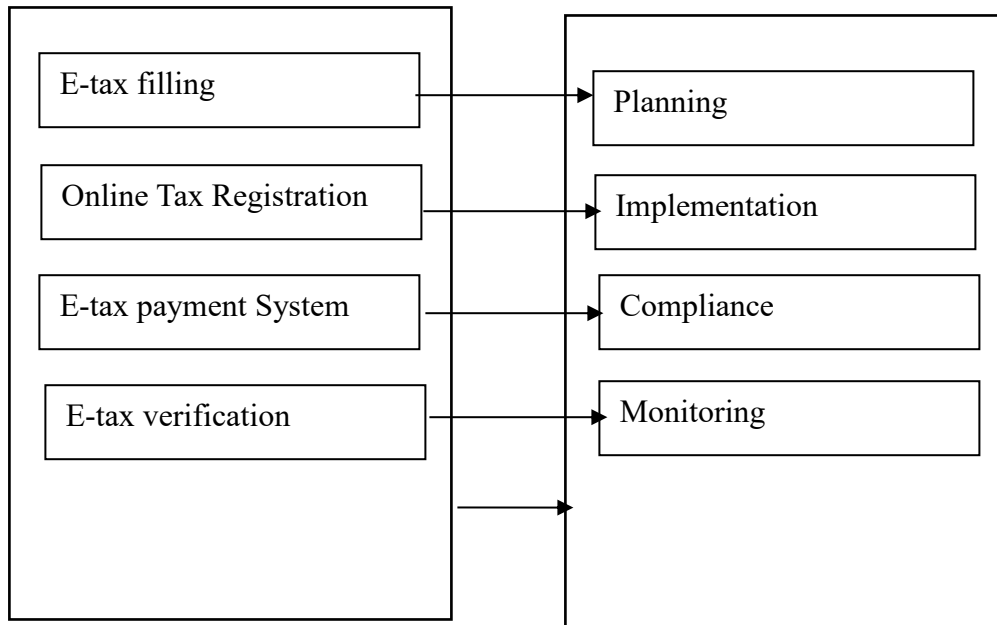 E-tax filling
Planning
Online Tax Registration
Implementation
E-tax payment System
Compliance
E-tax verification
Monitoring